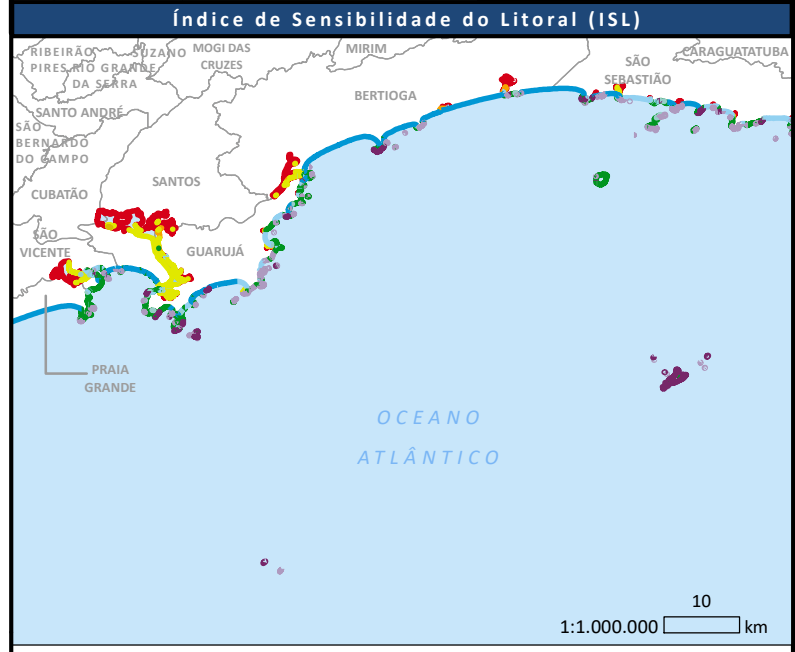 Índice de Sensibilidade do Litoral (ISL)
RIBEIRÃO
PIRES
RIO GRANDE
DA SERRA
SUZANO
MOGI DAS
CRUZES
MIRIM
CARAGUATATUBA
SÃO
SEBASTIÃO
BERTIOGA
SANTO ANDRÉ
SÃO
BERNARDO
DO CAMPO
CUBATÃO
SANTOS
SÃO
VICENTE
GUARUJÁ
PRAIA
GRANDE
OCEANO
ATLÂNTICO
10
1:1.000.000 km